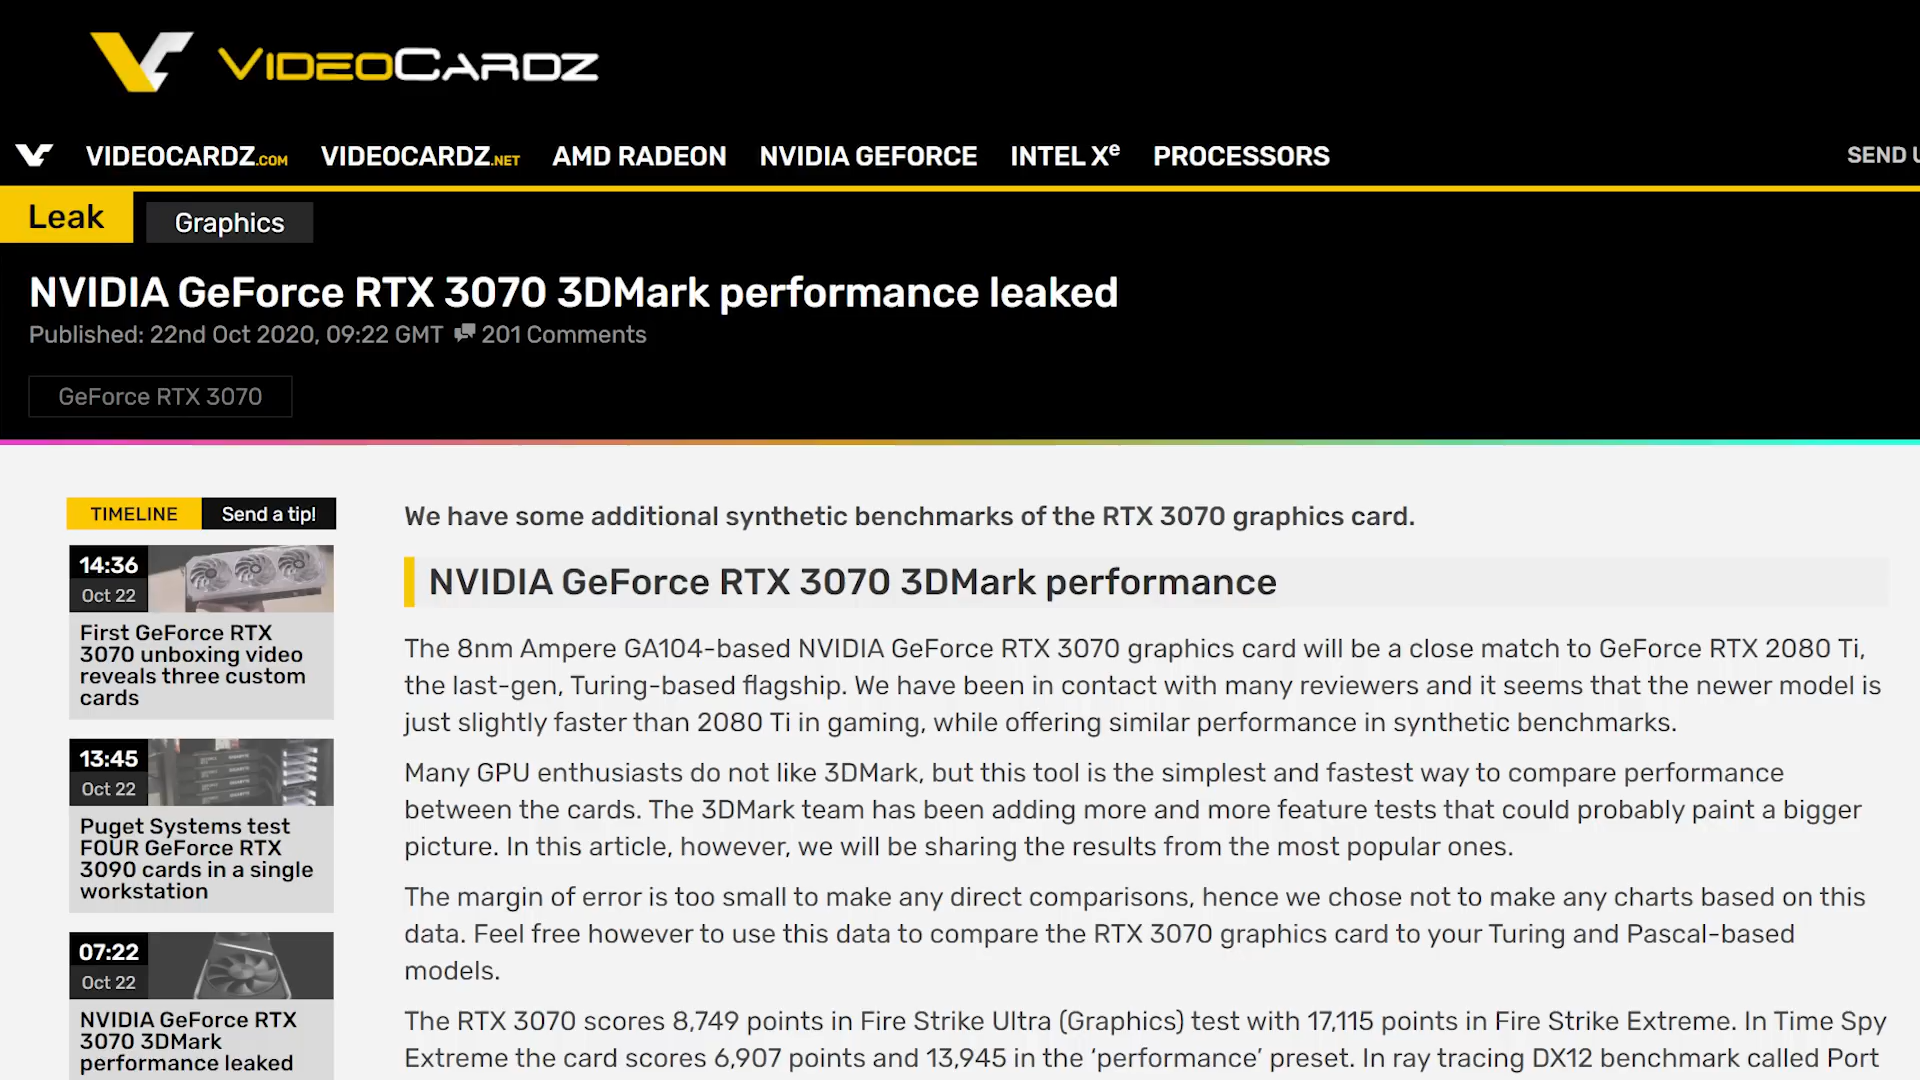 VIDEOCARDZ
VIDEOCARDZ.COM VIDEOCARDZ.NET AMD RADEON NVIDIA GEFORCE INTEL Xe PROCESSORS SEND U
Leak Graphics
NVIDIA GeForce RTX 3070 3DMark performance leaked
Published: 22nd Oct 2020, 09:22 GMT 201 Comments
GeForce RTX 3070
TIMELINE Send a tip!
14:36
Oct 22
First GeForce RTX
3070 unboxing video
reveals three custom
cards
13:45
Oct 22
Puget Systems test
FOUR GeForce RTX
3090 cards in a single
workstation
07:22
Oct 22
NVIDIA GeForce RTX
3070 3DMark
performance leaked
We have some additional synthetic benchmarks of the RTX 3070 graphics card.
NVIDIA GeForce RTX 3070 3DMark performance
The 8nm Ampere GA104-based NVIDIA GeForce RTX 3070 graphics card will be a close match to GeForce RTX 2080 Ti,
the last-gen, Turing-based flagship. We have been in contact with many reviewers and it seems that the newer model is
just slightly faster than 2080 Ti in gaming, while offering similar performance in synthetic benchmarks.
Many GPU enthusiasts do not like 3DMark, but this tool is the simplest and fastest way to compare performance
between the cards. The 3DMark team has been adding more and more feature tests that could probably paint a bigger
picture. In this article, however, we will be sharing the results from the most popular ones.
The margin of error is too small to make any direct comparisons, hence we chose not to make any charts based on this
data. Feel free however to use this data to compare the RTX 3070 graphics card to your Turing and Pascal-based
models.
The RTX 3070 scores 8,749 points in Fire Strike Ultra (Graphics) test with 17,115 points in Fire Strike Extreme. In Time Spy
Extreme the card scores 6,907 points and 13,945 in the ‘performance’ preset. In ray tracing DX12 benchmark called Port